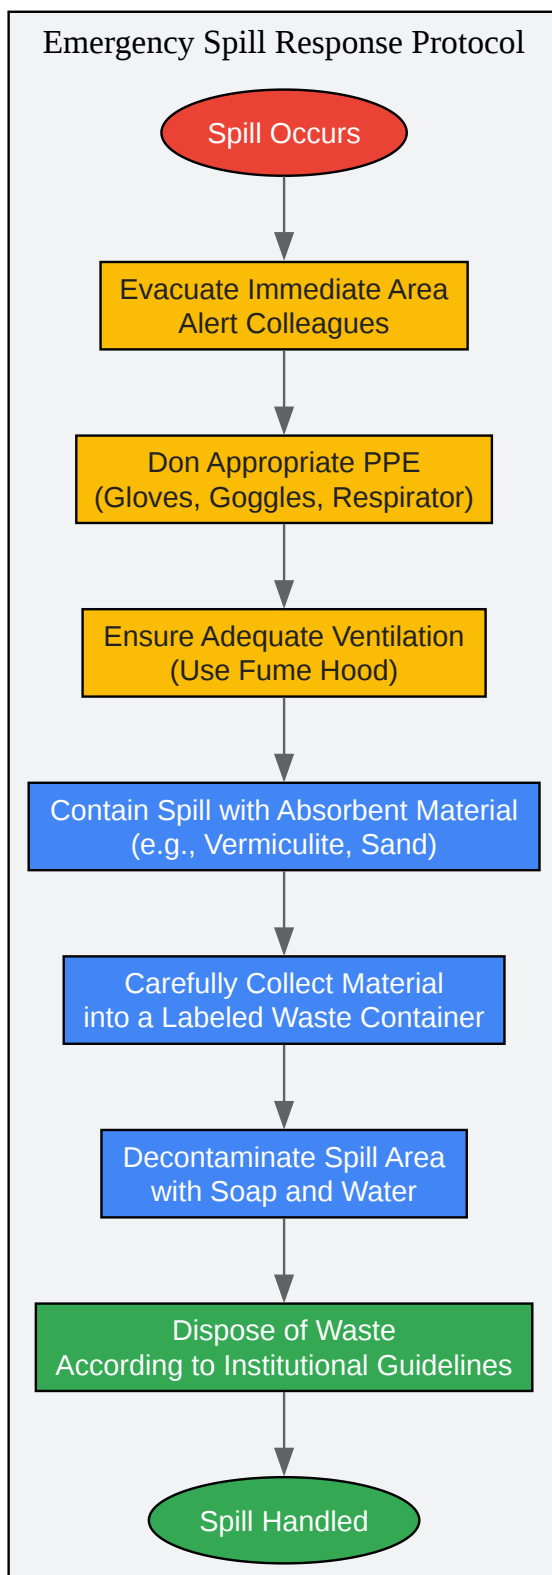 Emergency Spill Response Protocol
Spill Occurs
Evacuate Immediate Area
Alert Colleagues
Don Appropriate PPE
(Gloves, Goggles, Respirator)
Ensure Adequate Ventilation
(Use Fume Hood)
Contain Spill with Absorbent Material
(e.g., Vermiculite, Sand)
Carefully Collect Material
into a Labeled Waste Container
Decontaminate Spill Area
with Soap and Water
Dispose of Waste
According to Institutional Guidelines
Spill Handled